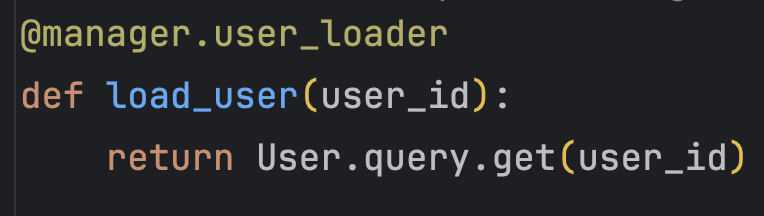 @manager.user_loader
def load_user(user_id):
    return User.query.get(user_id)